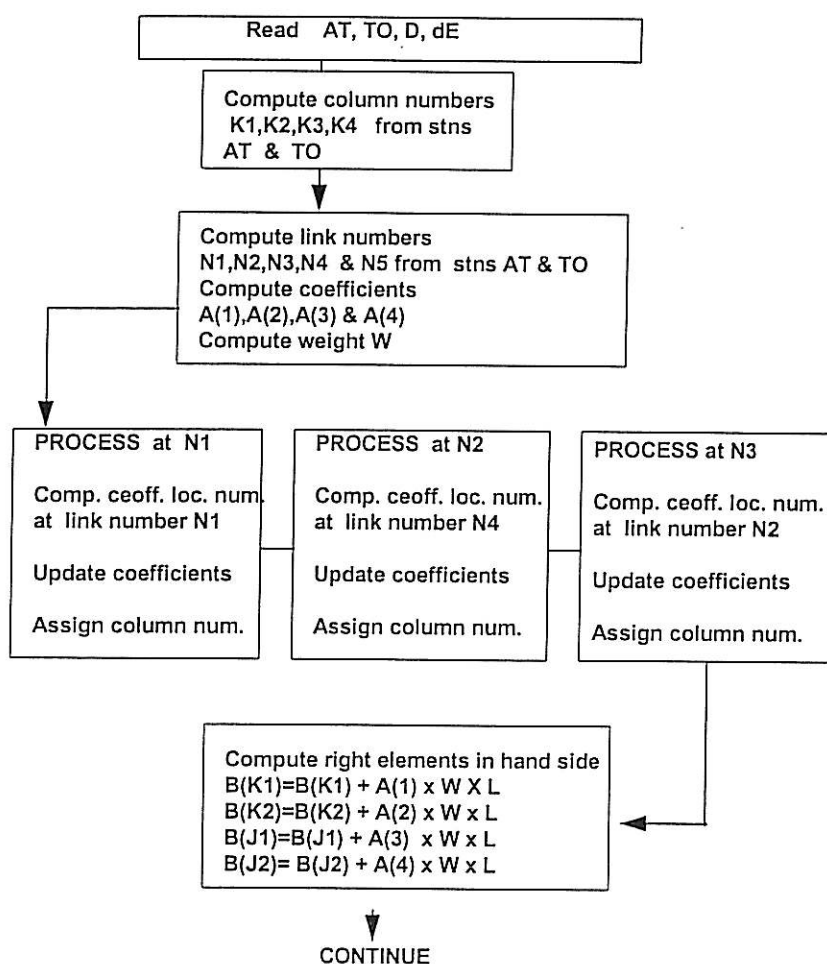 Read AT, TO, D, dE
Compute column numbers
K1,K2,K3,K4 from stns
AT & TO
Compute link numbers
N1,N2,N3,N4 & N5 from stns AT & TO
Compute coefficients
A(1),A(2),A(3) & A(4)
Compute weight W
PROCESS at N1
Comp. ceoff. loc. num.
at link number N1
Update coefficients
Assign column num.
PROCESS at N2
Comp. ceoff. loc. num.
at link number N4
Update coefficients
Assign column num.
PROCESS at N3
Comp. ceoff. loc. num.
at link number N2
Update coefficients
Assign column num.
Compute right elements in hand side
B(K1)=B(K1) + A(1) x W X L
B(K2)=B(K2) + A(2) x W x L
B(J1)=B(J1) + A(3) x W x L
B(J2)= B(J2) + A(4) x W x L
CONTINUE